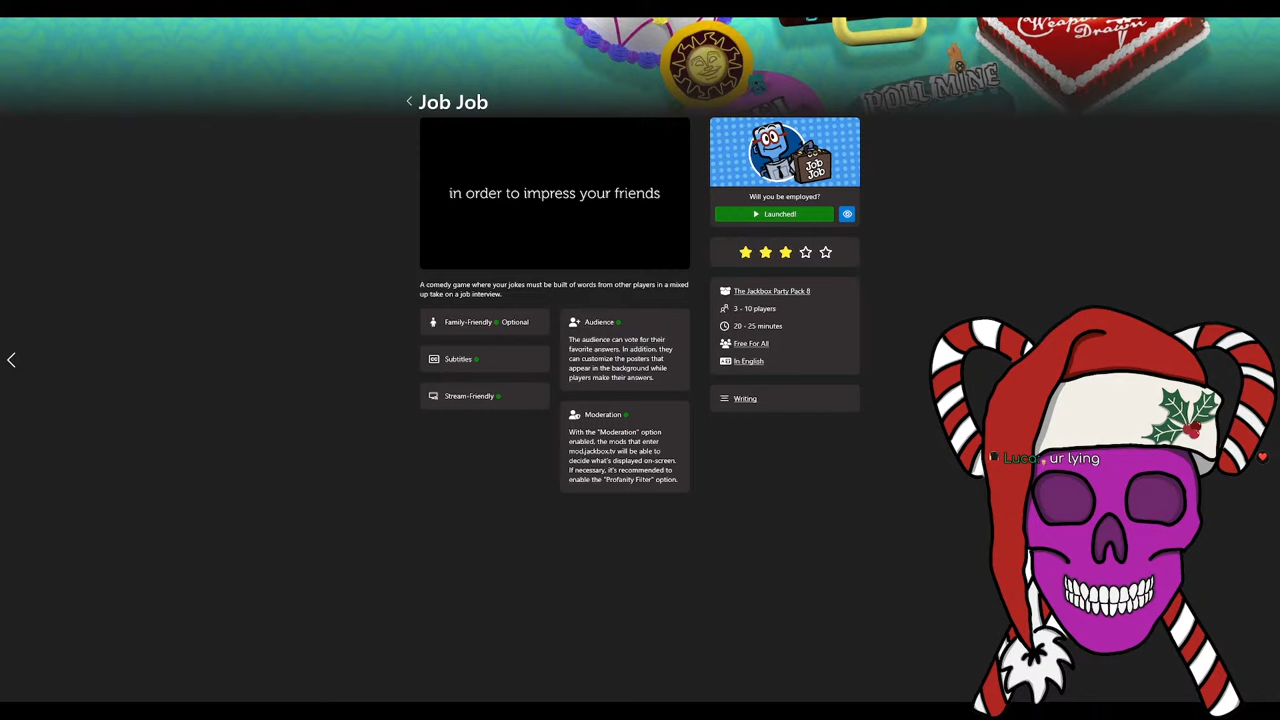 Weapons Drawn
POLL MINE
Job Job
in order to impress your friends
Job Job
Will you be employed?
Launched!
A comedy game where your jokes must be built of words from other players in a mixed
up take on a job interview.
The Jackbox Party Pack 8
3 - 10 players
20 - 25 minutes
Free For All
In English
Writing
Family-Friendly Optional
Subtitles
Stream-Friendly
Audience
The audience can vote for their
favorite answers. In addition, they
can customize the posters that
appear in the background while
players make their answers.
Moderation
With the "Moderation" option
enabled, the mods that enter
mod.jackbox.tv will be able to
decide what's displayed on-screen.
If necessary, it's recommended to
enable the "Profanity Filter" option.
ur lying